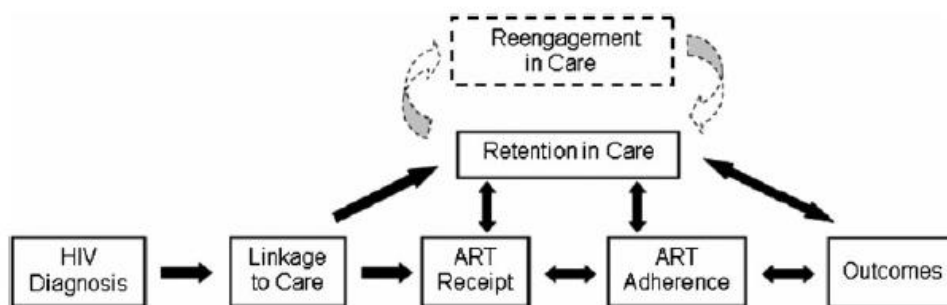 Reengagement
in Care
Retention in Care
HIV
Diagnosis
Linkage
to Care
ART
Receipt
ART
Adherence
Outcomes